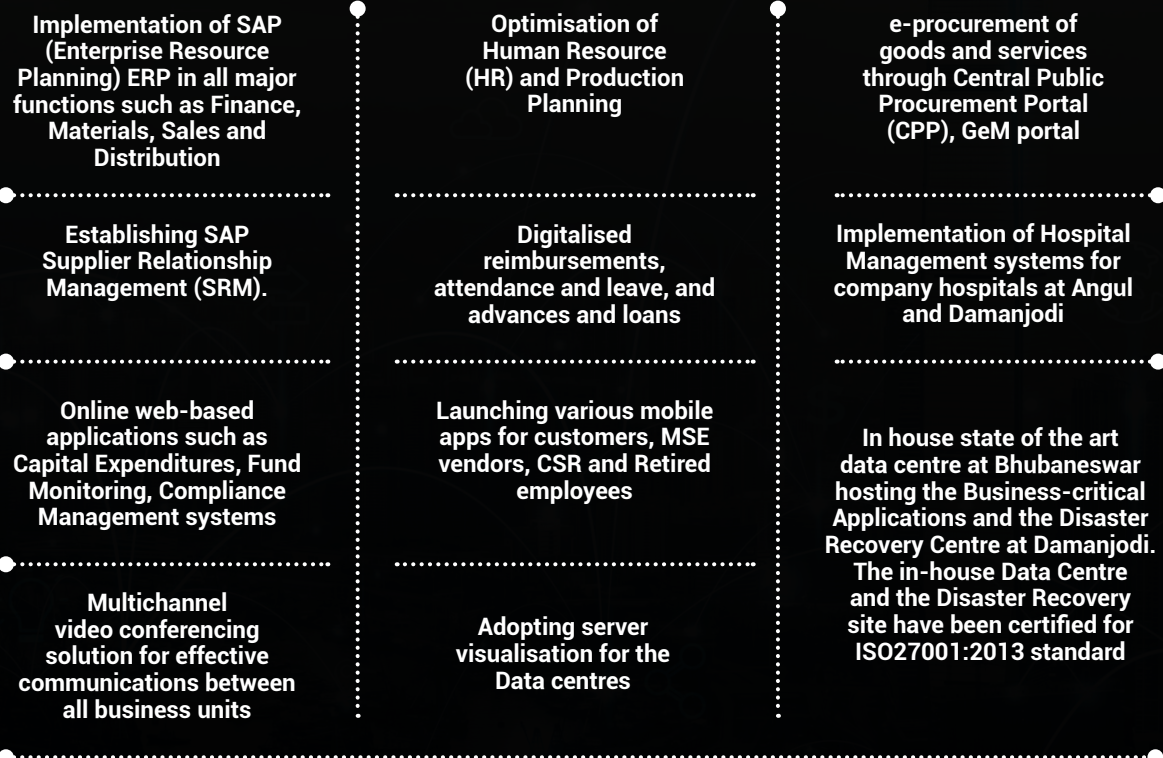 Implementation of SAP
(Enterprise Resource
Planning) ERP in all major
functions such as Finance,
Materials, Sales and
Distribution
Optimisation of
Human Resource
(HR) and Production
Planning
e-procurement of
goods and services
through Central Public
Procurement Portal
(CPP), GeM portal
Establishing SAP
Supplier Relationship
Management (SRM).
Digitalised
reimbursements,
attendance and leave, and
advances and loans
Implementation of Hospital
Management systems for
company hospitals at Angul
and Damanjodi
Online web-based
applications such as
Capital Expenditures, Fund
Monitoring, Compliance
Management systems
Launching various mobile
apps for customers, MSE
vendors, CSR and Retired
employees
In house state of the art
data centre at Bhubaneswar
hosting the Business-critical
Applications and the Disaster
Recovery Centre at Damanjodi.
The in-house Data Centre
and the Disaster Recovery
site have been certified for
ISO27001:2013 standard
Multichannel
video conferencing
solution for effective
communications between
all business units
Adopting server
visualisation for the
Data centres